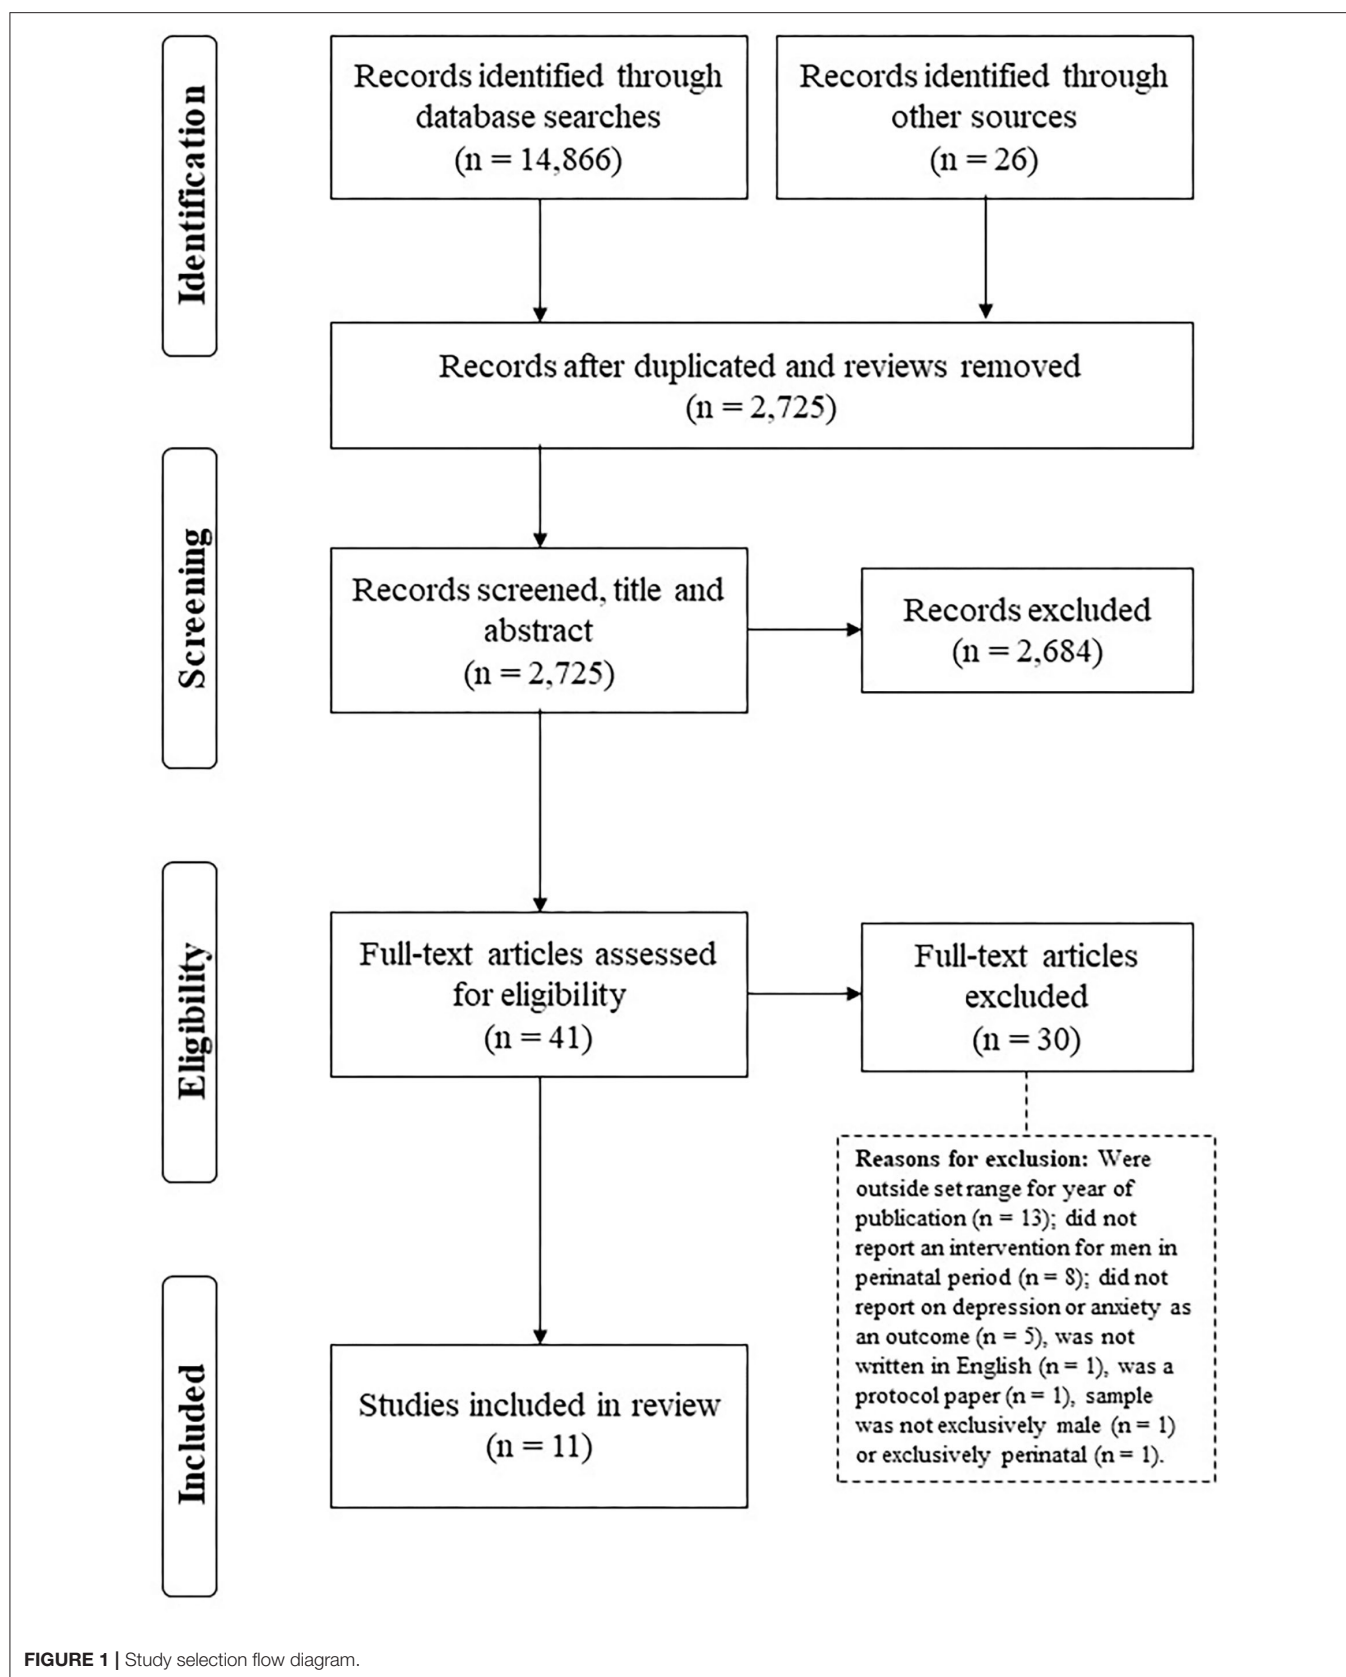 Identification
Records identified through
database searches
(n = 14,866)
Records identified through
other sources
(n = 26)
Records after duplicated and reviews removed
(n = 2,725)
Screening
Records screened, title and
abstract
(n = 2,725)
Records excluded
(n = 2,684)
Eligibility
Full-text articles assessed
for eligibility
(n = 41)
Full-text articles
excluded
(n = 30)
Reasons for exclusion: Were
outside set range for year of
publication (n = 13); did not
report an intervention for men in
perinatal period (n = 8); did not
report on depression or anxiety as
an outcome (n = 5), was not
written in English (n = 1), was a
protocol paper (n = 1), sample
was not exclusively male (n = 1)
or exclusively perinatal (n = 1).
Included
Studies included in review
(n = 11)
FIGURE 1 | Study selection flow diagram.